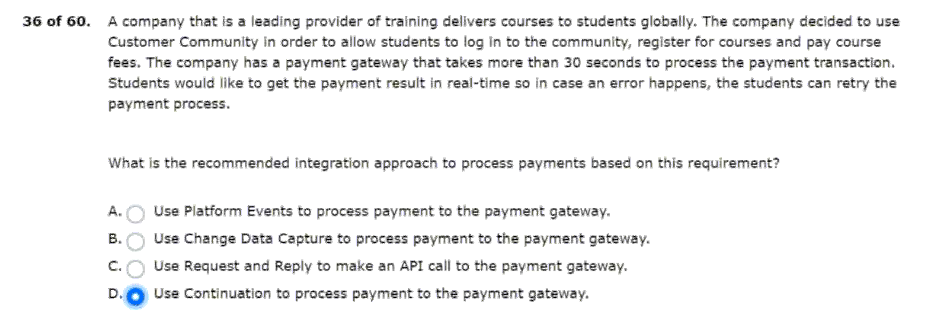 36 of 60. A company that is a leading provider of training delivers courses to students globally. The company decided to use
Customer Community in order to allow students to log in to the community, register for courses and pay course
fees. The company has a payment gateway that takes more than 30 seconds to process the payment transaction.
Students would like to get the payment result in real-time so in case an error happens, the students can retry the
payment process.
What is the recommended integration approach to process payments based on this requirement?
A. Use Platform Events to process payment to the payment gateway.
B. Use Change Data Capture to process payment to the payment gateway.
C. Use Request and Reply to make an API call to the payment gateway.
D. Use Continuation to process payment to the payment gateway.